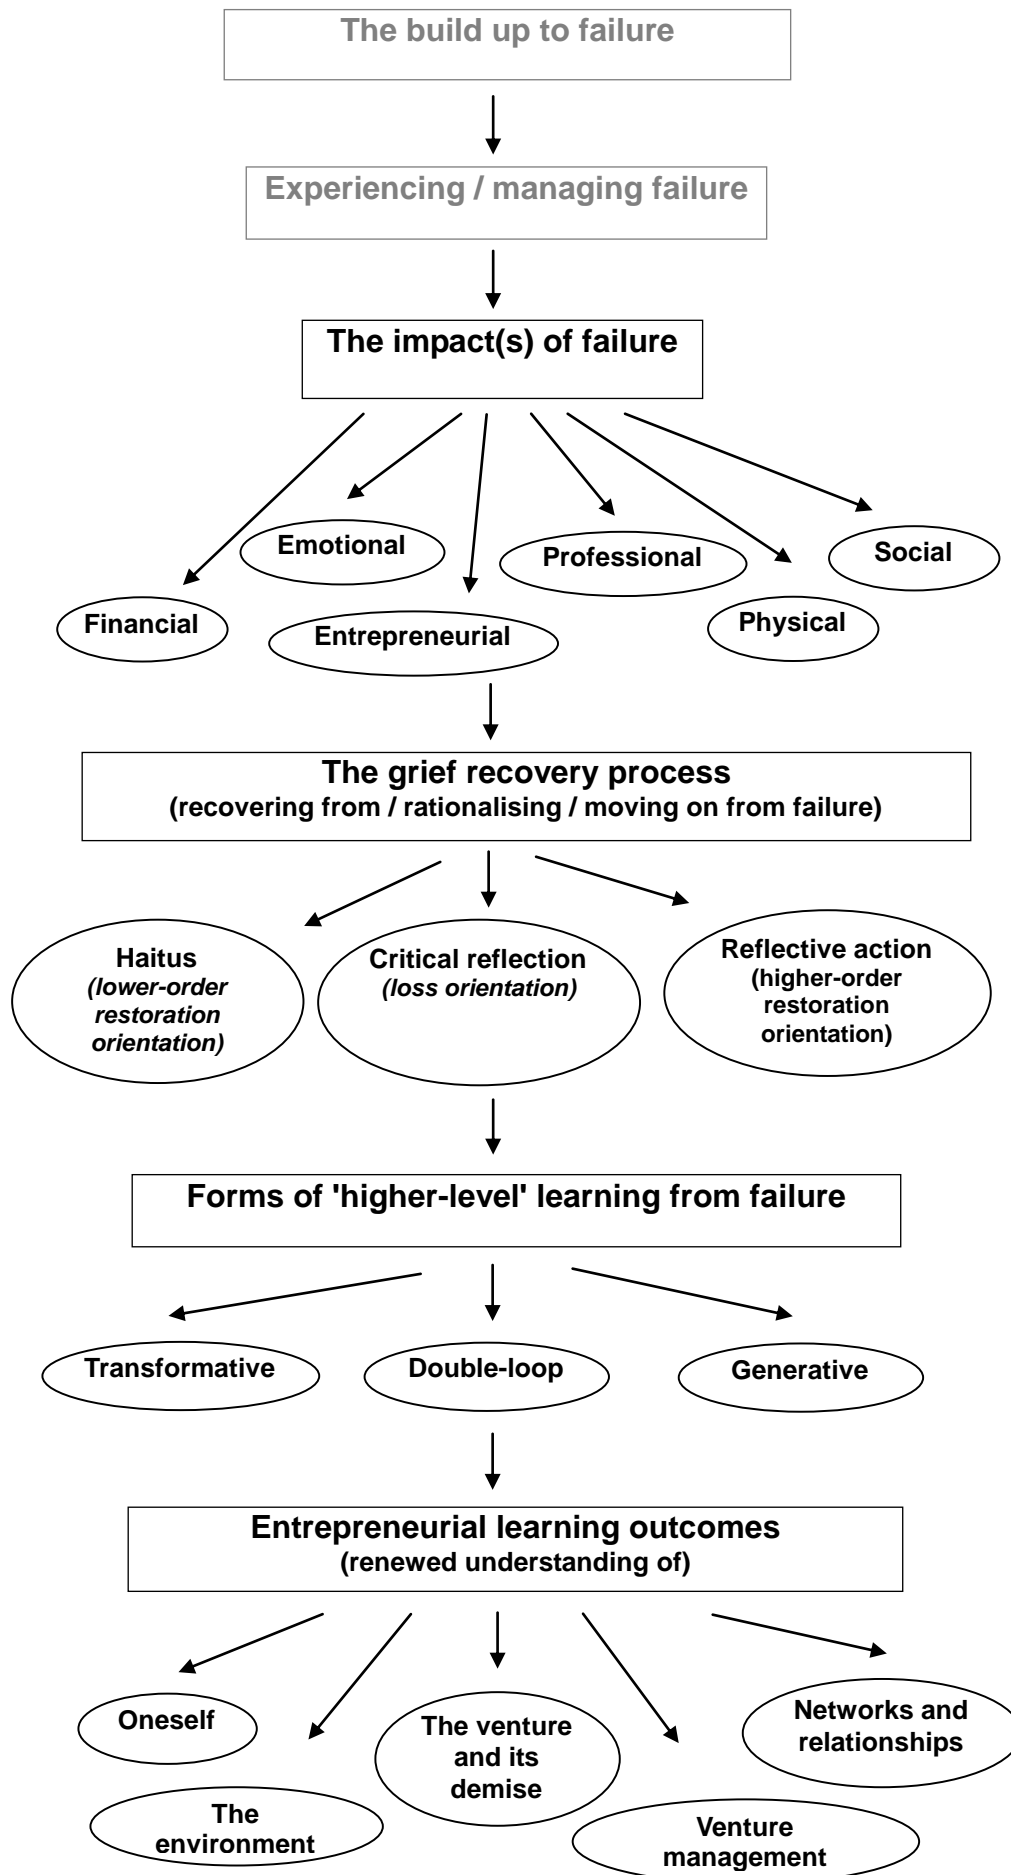 The build up to failure
Experiencing / managing failure
The impact(s) of failure
Emotional
Professional
Social
Financial
Entrepreneurial
Physical
The grief recovery process
(recovering from / rationalising / moving on from failure)
Haitus
(lower-order
restoration
orientation)
Critical reflection
(loss orientation)
Reflective action
(higher-order
restoration
orientation)
Forms of 'higher-level' learning from failure
Transformative
Double-loop
Generative
Entrepreneurial learning outcomes
(renewed understanding of)
Oneself
The venture
and its
demise
Networks and
relationships
The
environment
Venture
management